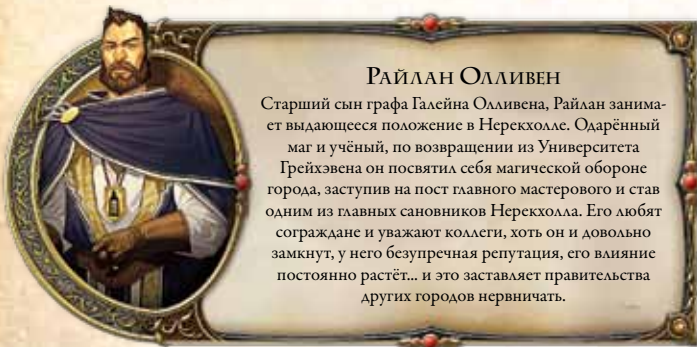 Райлан Олливен
Старший сын графа Галейна Олливена, Райлан занима-
ет выдающееся положение в Нерекхолле. Одарённый
маг и учёный, по возвращении из Университета
Грейхэвена он посвятил себя магической обороне
города, заступив на пост главного мастерового и став
одним из главных сановников Нерекхолла. Его любят
сограждане и уважают коллеги, хоть он и довольно
замкнут, у него безупречная репутация, его влияние
постоянно растёт... и это заставляет правительства
других городов нервничать.